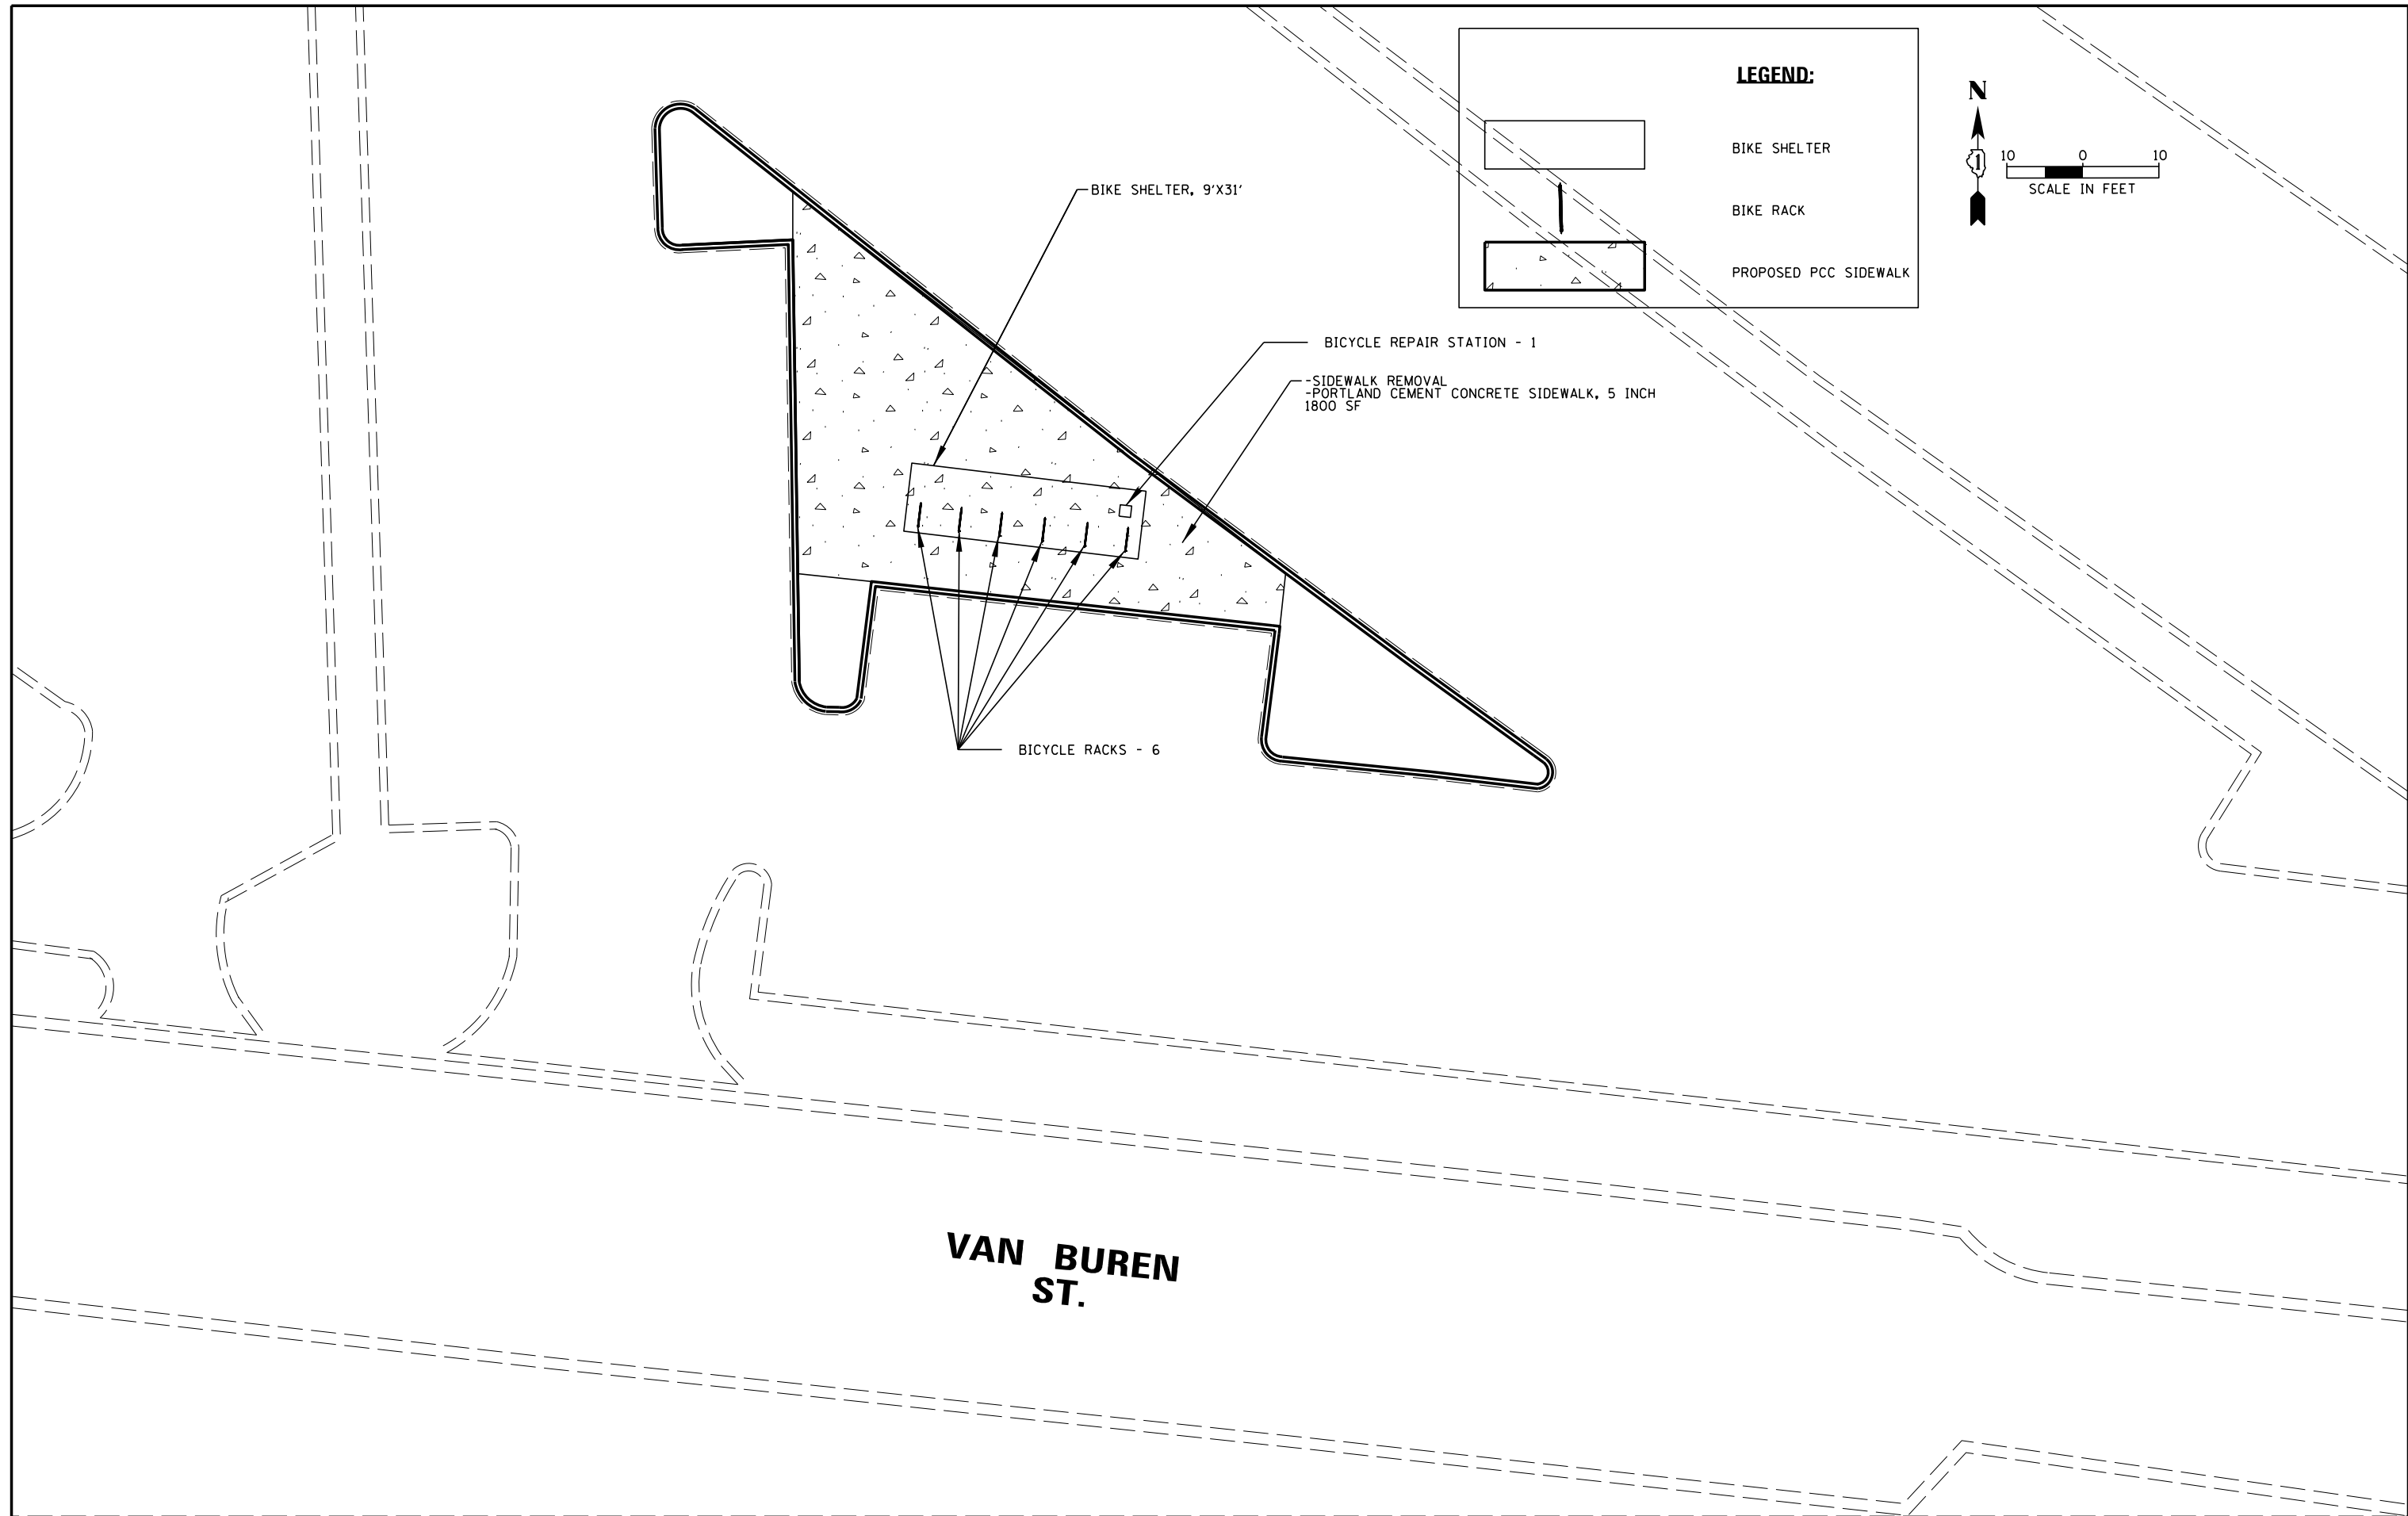 LEGEND:
BIKE SHELTER
BIKE RACK
PROPOSED PCC SIDEWALK
N
1
10 0 10
SCALE IN FEET
BIKE SHELTER, 9'X31'
BICYCLE REPAIR STATION - 1
-SIDEWALK REMOVAL
-PORTLAND CEMENT CONCRETE SIDEWALK, 5 INCH
1800 SF
BICYCLE RACKS - 6
VAN BUREN
ST.